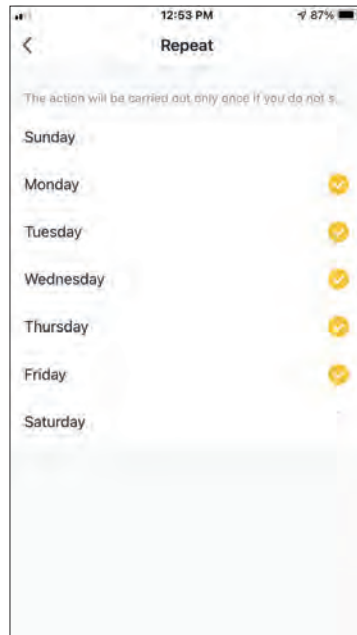 12:53 PM
87%
Repeat
The action will be carried out only once if you do not s...
Sunday
Monday
Tuesday
Wednesday
Thursday
Friday
Saturday